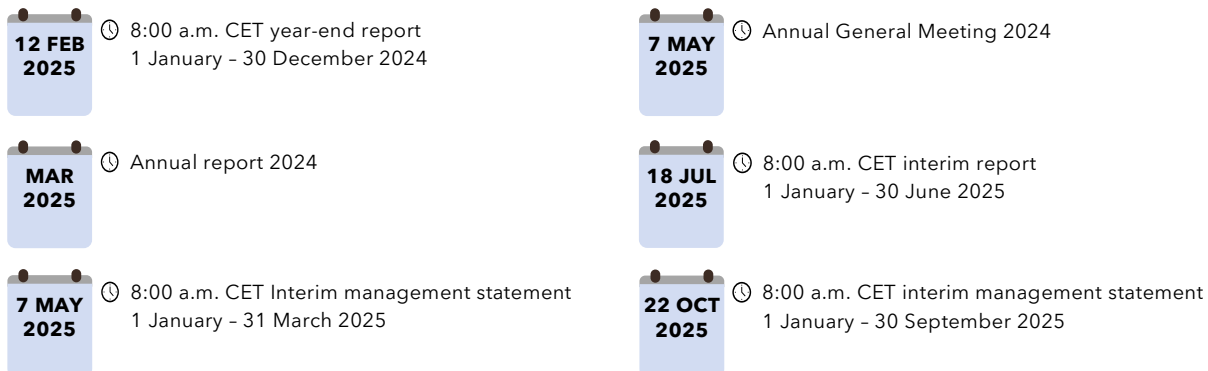 12 FEB
2025
8:00 a.m. CET year-end report
1 January – 30 December 2024
MAR
2025
Annual report 2024
7 MAY
2025
8:00 a.m. CET Interim management statement
1 January – 31 March 2025
7 MAY
2025
Annual General Meeting 2024
18 JUL
2025
8:00 a.m. CET interim report
1 January – 30 June 2025
22 OCT
2025
8:00 a.m. CET interim management statement
1 January – 30 September 2025